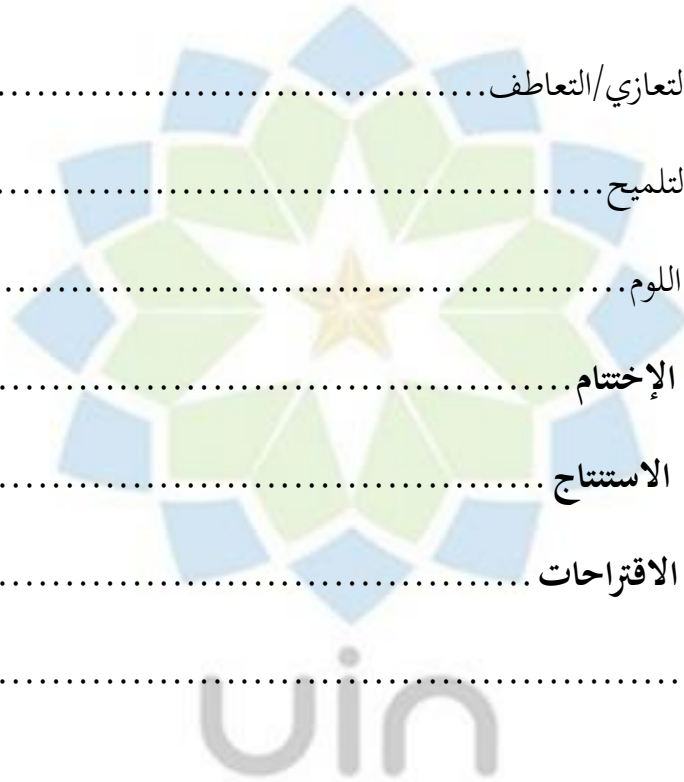 لتعازي/التعاطف.......................................
لتلميح................................................
اللوم..................................................
الإختتام.............................................
الاستنتاج...........................................
الاقتراحات..........................................
......................................................
uin